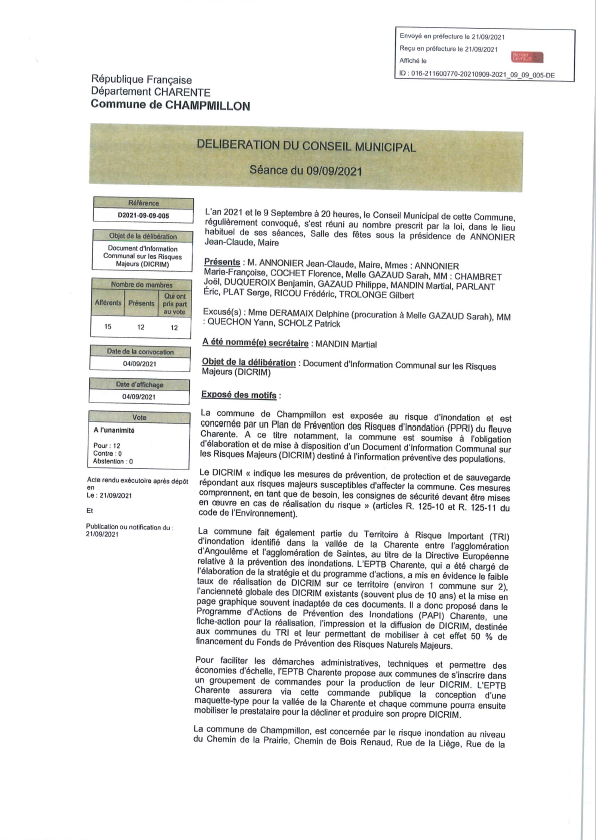 Envoyé en préfecture le 21/09/2021
Reçu en préfecture le 21/09/2021
Affiché le
ID : 016-211600770-20210909-2021_09_09_005-DE
République Française
Département CHARENTE
Commune de CHAMPMILLON
DELIBERATION DU CONSEIL MUNICIPAL
Séance du 09/09/2021
Référence
D2021-09-09-005
Objet de la délibération
Document d'Information
Communal sur les Risques
Majeurs (DICRIM)
Nombre de membres
Afférents
Présents
Qui ont
pris part
au vote
15
12
12
Date de la convocation
04/09/2021
Date d'affichage
04/09/2021
Vote
A l'unanimité
Pour : 12
Contre : 0
Abstention : 0
Acte rendu exécutoire après dépôt
en
Le : 21/09/2021
Et
Publication ou notification du :
21/09/2021
L'an 2021 et le 9 Septembre à 20 heures, le Conseil Municipal de cette Commune,
régulièrement convoqué, s'est réuni au nombre prescrit par la loi, dans le lieu
habituel de ses séances, Salle des fêtes sous la présidence de ANNONIER
Jean-Claude, Maire
Présents : M. ANNONIER Jean-Claude, Maire, Mmes : ANNONIER
Marie-Françoise, COCHET Florence, Melle GAZAUD Sarah, MM : CHAMBRET
Joël, DUQUEROIX Benjamin, GAZAUD Philippe, MANDIN Martial, PARLANT
Éric, PLAT Serge, RICOU Frédéric, TROLONGE Gilbert
Excusé(s) : Mme DERAMAIX Delphine (procuration à Melle GAZAUD Sarah), MM
: QUECHON Yann, SCHOLZ Patrick
A été nommé(e) secrétaire : MANDIN Martial
Objet de la délibération : Document d'Information Communal sur les Risques
Majeurs (DICRIM)
Exposé des motifs :
La commune de Champmillon est exposée au risque d'inondation et est
concernée par un Plan de Prévention des Risques d'Inondation (PPRI) du fleuve
Charente. A ce titre notamment, la commune est soumise à l'obligation
d'élaboration et de mise à disposition d'un Document d'Information Communal sur
les Risques Majeurs (DICRIM) destiné à l'information préventive des populations.
Le DICRIM « indique les mesures de prévention, de protection et de sauvegarde
répondant aux risques majeurs susceptibles d'affecter la commune. Ces mesures
comprennent, en tant que de besoin, les consignes de sécurité devant être mises
en œuvre en cas de réalisation du risque » (articles R. 125-10 et R. 125-11 du
code de l'Environnement).
La commune fait également partie du Territoire à Risque Important (TRI)
d'inondation identifié dans la vallée de la Charente entre l'agglomération
d'Angoulême et l'agglomération de Saintes, au titre de la Directive Européenne
relative à la prévention des inondations. L'EPTB Charente, qui a été chargé de
l'élaboration de la stratégie et du programme d'actions, a mis en évidence le faible
taux de réalisation de DICRIM sur ce territoire (environ 1 commune sur 2),
l'ancienneté globale des DICRIM existants (souvent plus de 10 ans) et la mise en
page graphique souvent inadaptée de ces documents. Il a donc proposé dans le
Programme d'Actions de Prévention des Inondations (PAPI) Charente, une
fiche-action pour la réalisation, l'impression et la diffusion de DICRIM, destinée
aux communes du TRI et leur permettant de mobiliser à cet effet 50 % de
financement du Fonds de Prévention des Risques Naturels Majeurs.
Pour faciliter les démarches administratives, techniques et permettre des
économies d'échelle, l'EPTB Charente propose aux communes de s'inscrire dans
un groupement de commandes pour la production de leur DICRIM. L'EPTB
Charente assurera via cette commande publique la conception d'une
maquette-type pour la vallée de la Charente et chaque commune pourra ensuite
mobiliser le prestataire pour la décliner et produire son propre DICRIM.
La commune de Champmillon, est concernée par le risque inondation au niveau
du Chemin de la Prairie, Chemin de Bois Renaud, Rue de la Liège, Rue de la